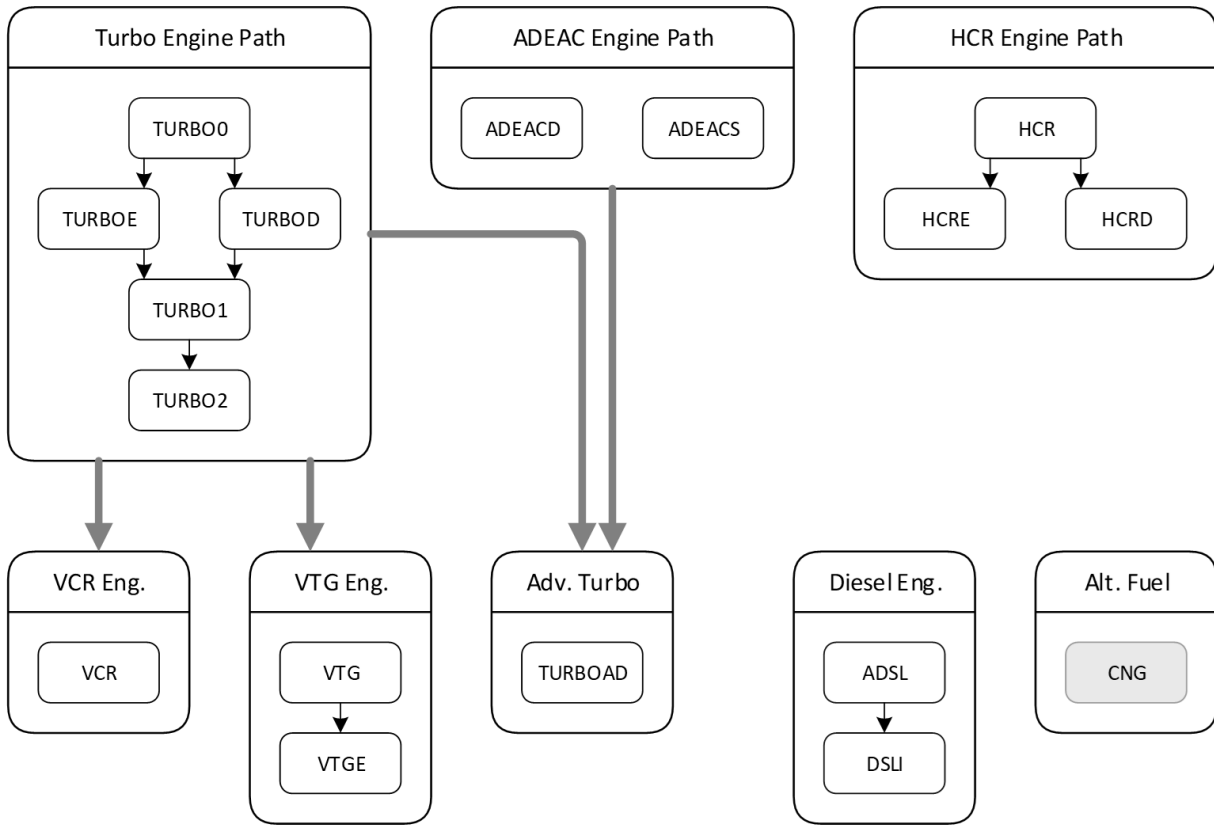 Turbo Engine Path
TURBO0
TURBOE
TURBOD
TURBO1
TURBO2
ADEAC Engine Path
ADEACD
ADEACS
HCR Engine Path
HCR
HCRE
HCRD
VCR Eng.
VCR
VTG Eng.
VTG
VTGE
Adv. Turbo
TURBOAD
Diesel Eng.
ADSL
DSLI
Alt. Fuel
CNG